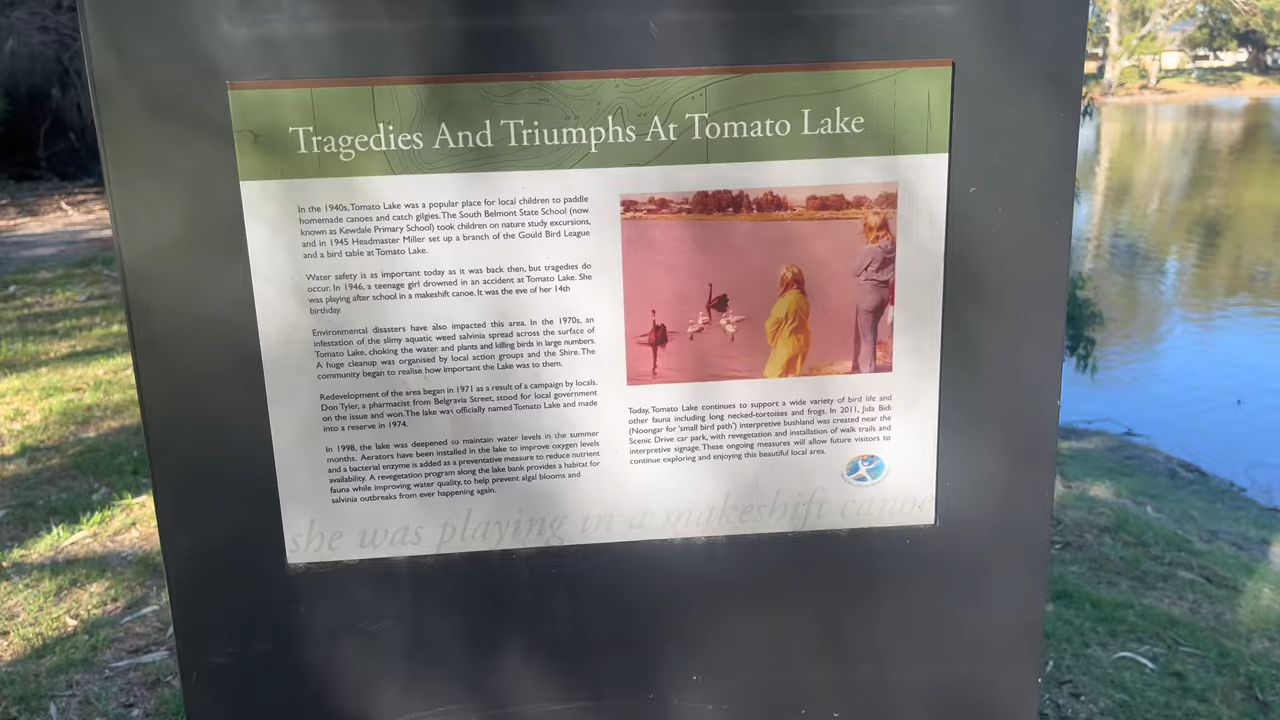 Tragedies And Triumphs At Tomato Lake
In the 1940s, Tomato Lake was a popular place for local children to paddle
homemade canoes and catch gilgies. The South Belmont State School (now
known as Kewdale Primary School) took children on nature study excursions,
and in 1945 Headmaster Miller set up a branch of the Gould Bird League
and a bird table at Tomato Lake.
Water safety is as important today as it was back then, but tragedies do
occur. In 1946, a teenage girl drowned in an accident at Tomato Lake. She
was playing after school in a makeshift canoe. It was the eve of her 14th
birthday.
Environmental disasters have also impacted this area. In the 1970s, an
infestation of the slimy aquatic weed salvinia spread across the surface of
Tomato Lake, choking the water and plants and killing birds in large numbers.
A huge cleanup was organised by local action groups and the Shire. The
community began to realise how important the Lake was to them.
Redevelopment of the area began in 1971 as a result of a campaign by locals.
Don Tyler, a pharmacist from Belgravia Street, stood for local government
on the issue and won. The lake was officially named Tomato Lake and made
into a reserve in 1974.
In 1998, the lake was deepened to maintain water levels in the summer
months. Aerators have been installed in the lake to improve oxygen levels
and a bacterial enzyme is added as a preventative measure to reduce nutrient
availability. A revegetation program along the lake bank provides a habitat for
fauna while improving water quality, to help prevent algal blooms and
salvinia outbreaks from ever happening again.
Today, Tomato Lake continues to support a wide variety of bird life and
other fauna including long necked-tortoises and frogs. In 2011, Jida Bidi
(Noongar for 'small bird path') interpretive bushland was created near the
Scenic Drive car park, with revegetation and installation of walk trails and
interpretive signage. These ongoing measures will allow future visitors to
continue exploring and enjoying this beautiful local area.
she was playing in a makeshift canoe